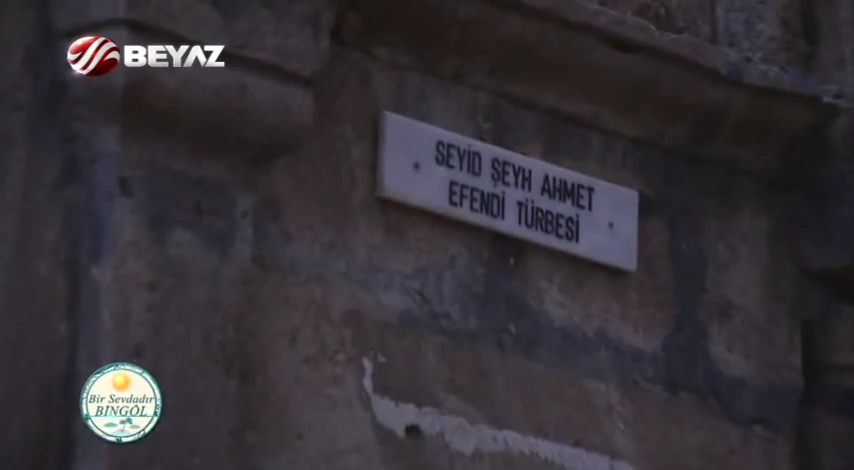 BEYAZ
SEYİD ŞEYH AHMET
EFENDİ TÜRBESİ
Bir Sevdadır
BİNGÖL